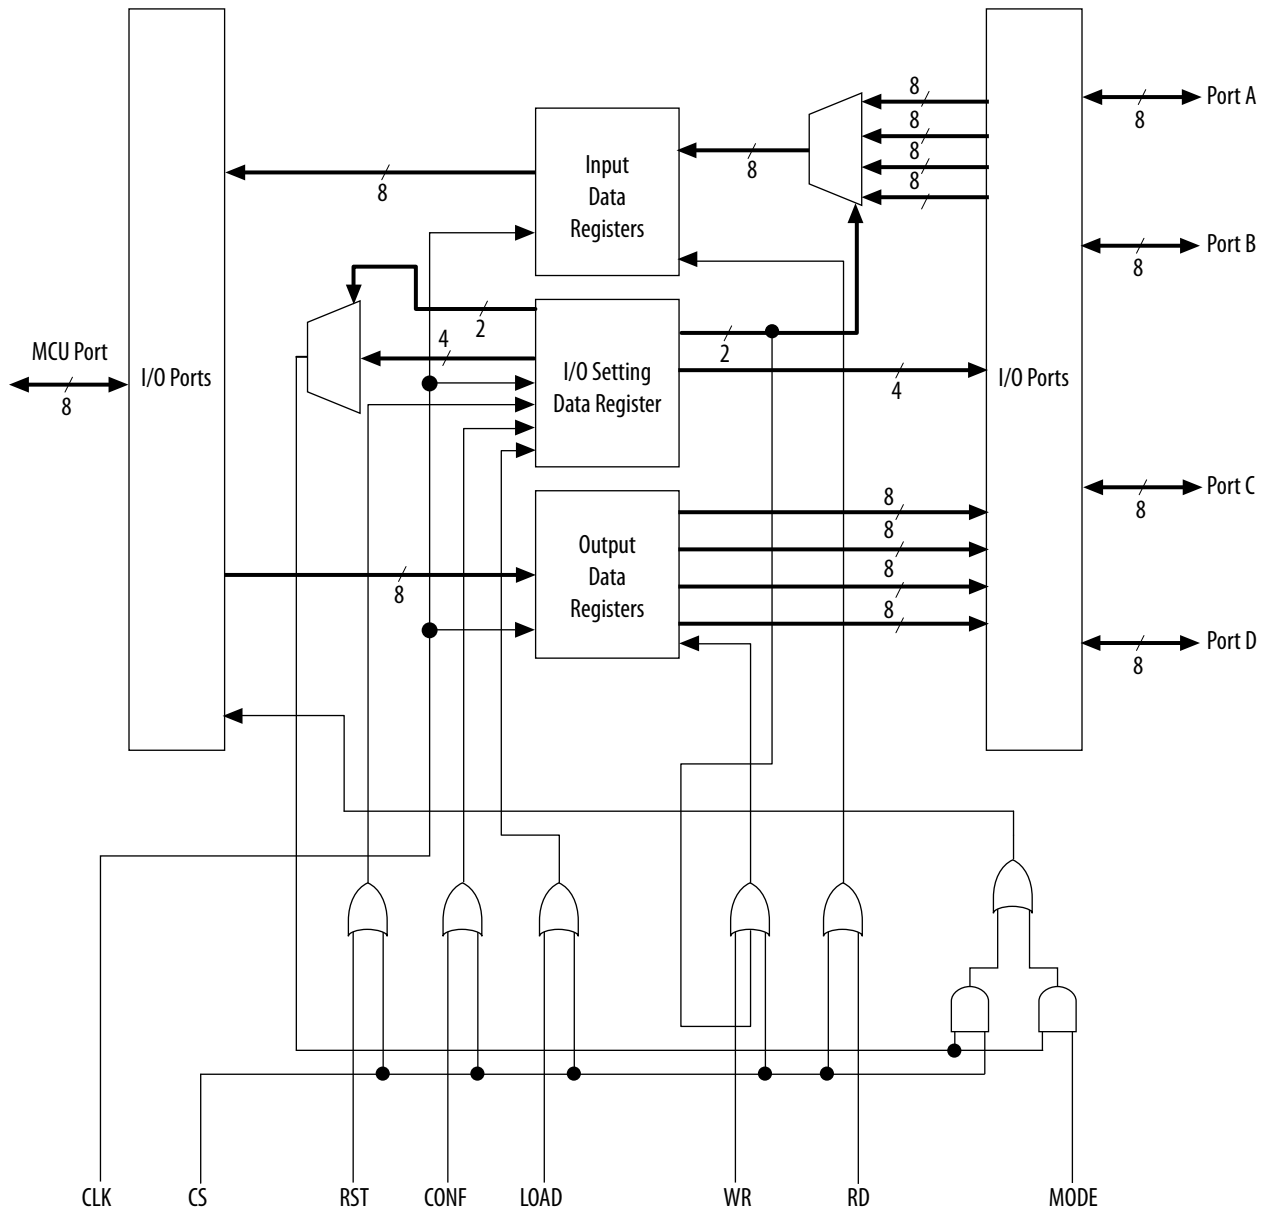 8
Port A
8
8
8
8
8
Input
Data
Registers
8
8
Port B
8
2
4
2
I/O Setting
Data Register
MCU Port
8
I/O Ports
4
I/O Ports
8
8
8
8
Output
Data
Registers
8
Port C
8
Port D
8
CLK
CS
RST
CONF
LOAD
WR
RD
MODE